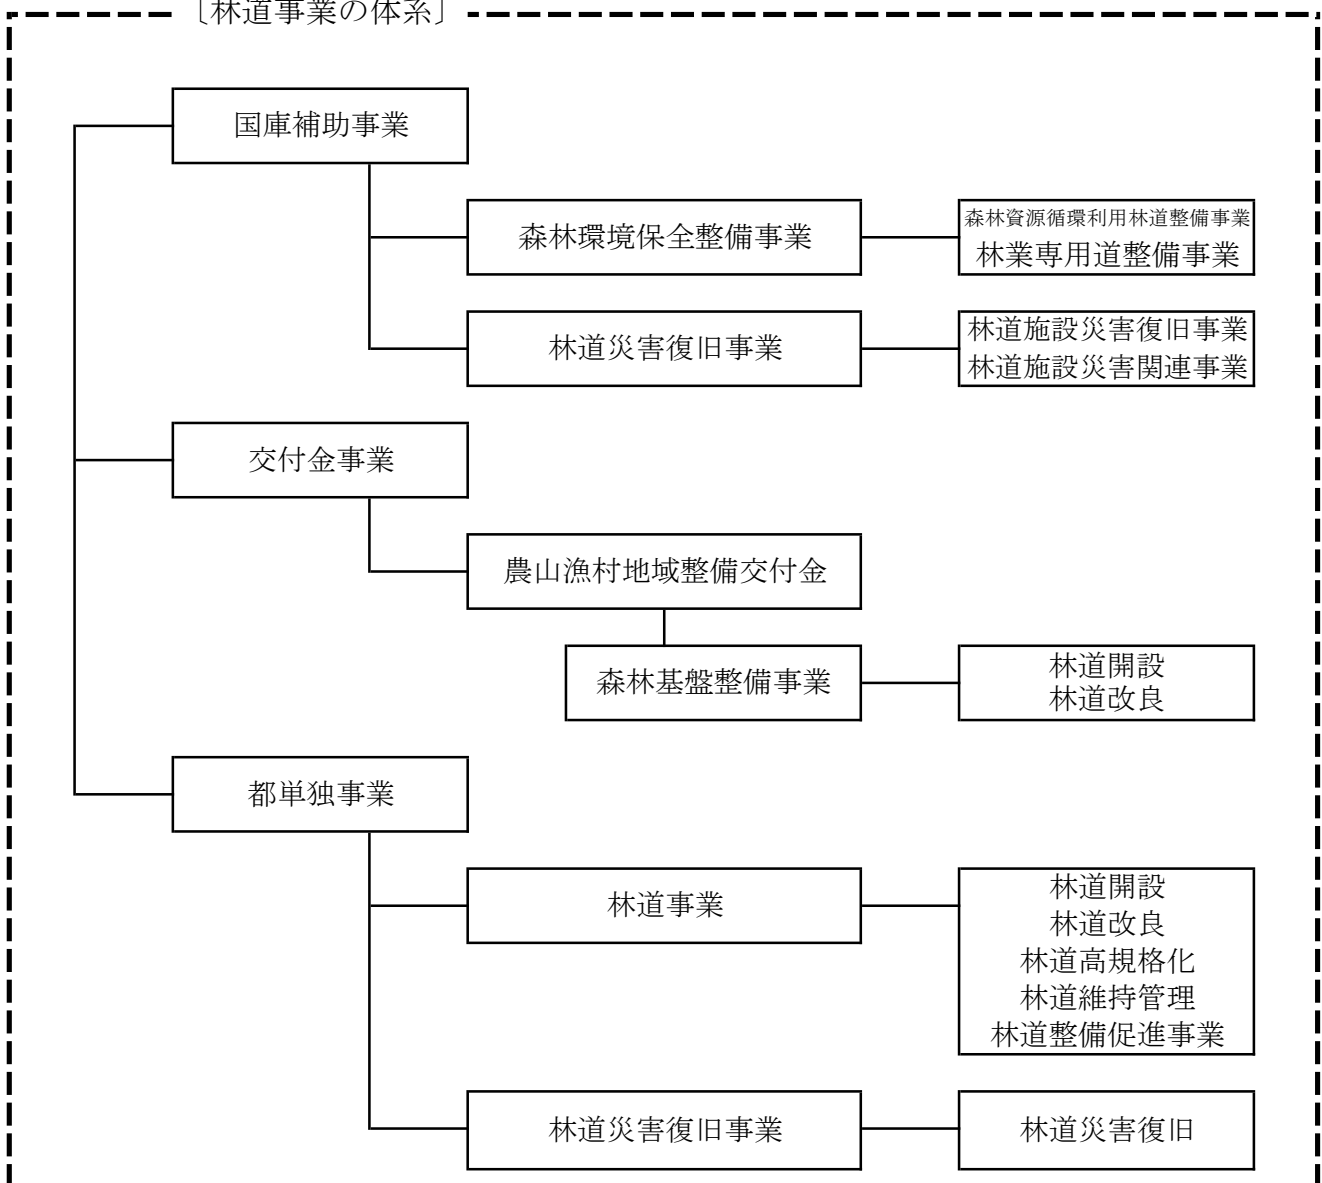 〔林道事業の体系〕
国庫補助事業
森林環境保全整備事業
森林資源循環利用林道整備事業
林業専用道整備事業
林道災害復旧事業
林道施設災害復旧事業
林道施設災害関連事業
交付金事業
農山漁村地域整備交付金
森林基盤整備事業
林道開設
林道改良
都単独事業
林道事業
林道開設
林道改良
林道高規格化
林道維持管理
林道整備促進事業
林道災害復旧事業
林道災害復旧